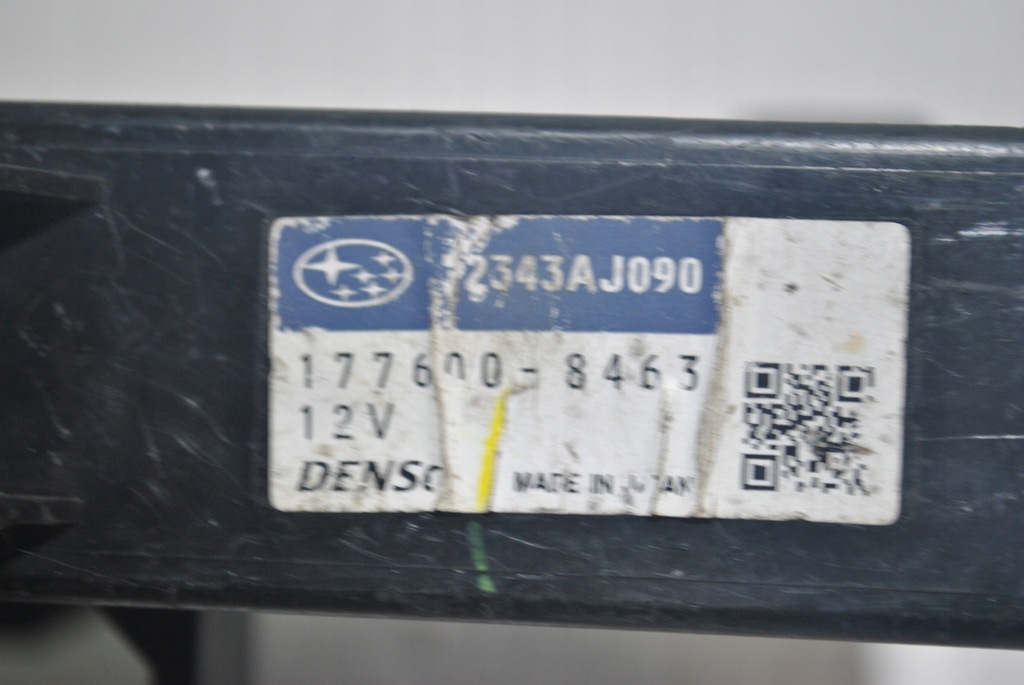 2343AJ090
177600-8463
12V
DENSO
MADE IN JAPAN